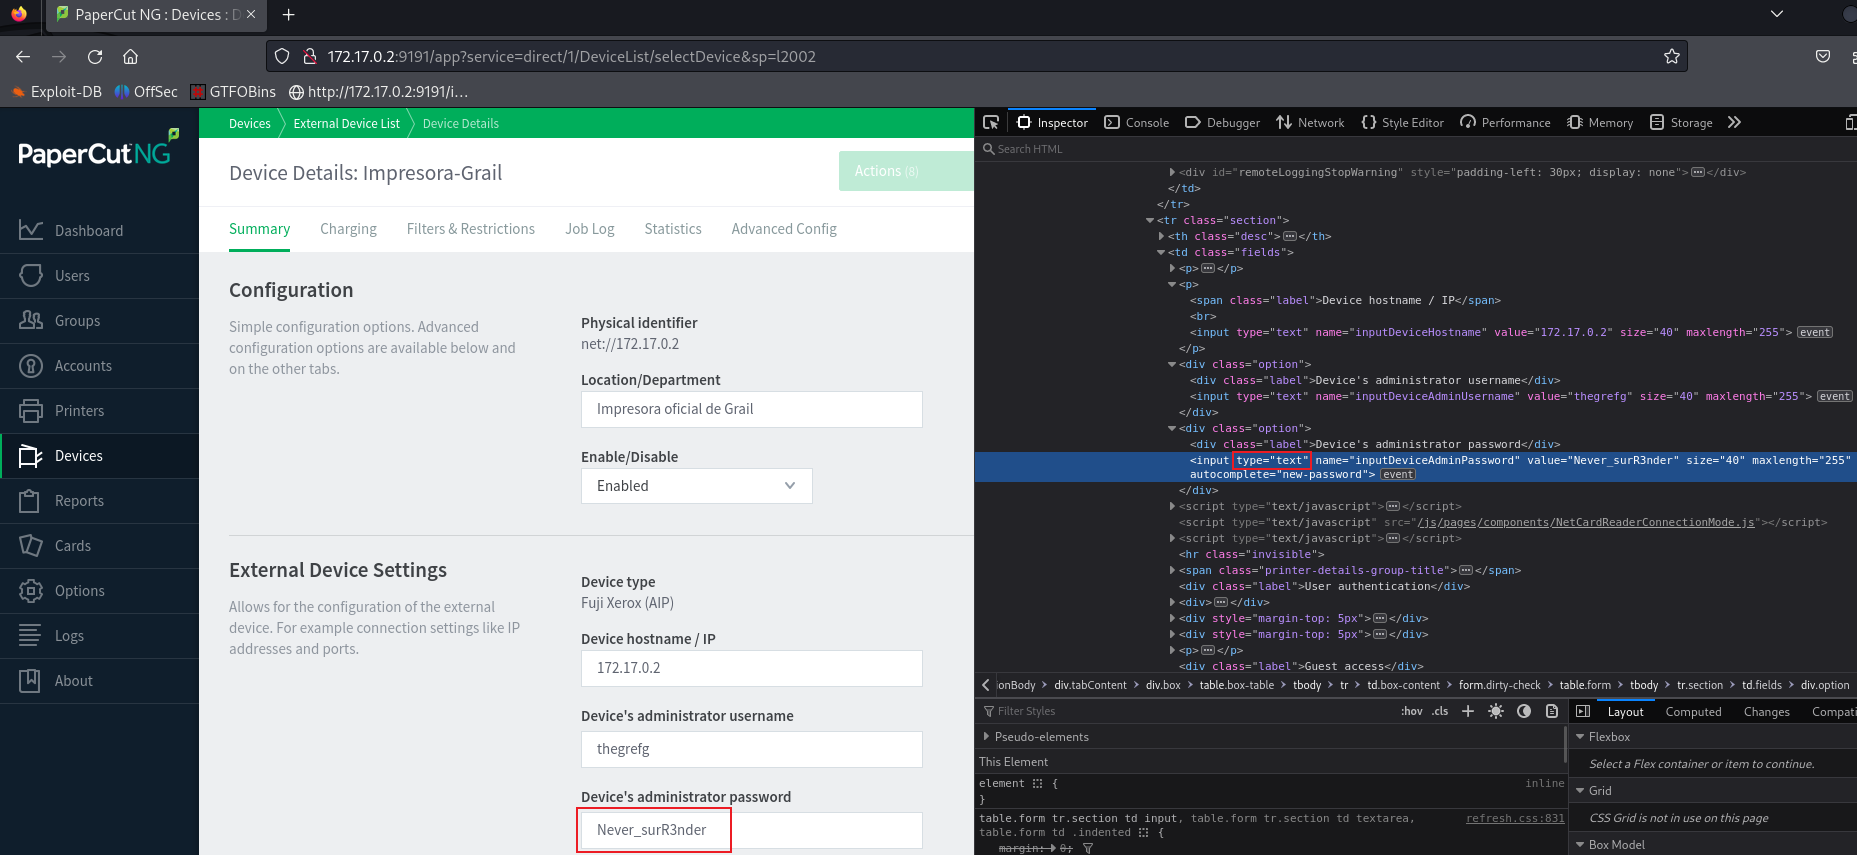 PaperCut NG : Devices : D
172.17.0.2:9191/app?service=direct/1/DeviceList/selectDevice&sp=l2002
Exploit-DB OffSec GTFOBins http://172.17.0.2:9191/i…
PaperCut NG
Dashboard
Users
Groups
Accounts
Printers
Devices
Reports
Cards
Options
Logs
About
Devices External Device List Device Details
Device Details: Impresora-Grail
Actions (8)
Summary Charging Filters & Restrictions Job Log Statistics Advanced Config
Configuration
Simple configuration options. Advanced
configuration options are available below and
on the other tabs.
Physical identifier
net://172.17.0.2
Location/Department
Impresora oficial de Grail
Enable/Disable
Enabled
External Device Settings
Allows for the configuration of the external
device. For example connection settings like IP
addresses and ports.
Device type
Fuji Xerox (AIP)
Device hostname / IP
172.17.0.2
Device's administrator username
thegrefg
Device's administrator password
Never_surR3nder
Inspector Console Debugger Network Style Editor Performance Memory Storage
Search HTML
<div id="remoteLoggingStopWarning" style="padding-left: 30px; display: none">⋯</div>
</td>
</tr>
<tr class="section">
<th class="desc">⋯</th>
<td class="fields">
<p>⋯</p>
<p>
<span class="label">Device hostname / IP</span>
<br>
<input type="text" name="inputDeviceHostname" value="172.17.0.2" size="40" maxlength="255"> event
</p>
<div class="option">
<div class="label">Device's administrator username</div>
<input type="text" name="inputDeviceAdminUsername" value="thegrefg" size="40" maxlength="255"> event
</div>
<div class="option">
<div class="label">Device's administrator password</div>
<input type="text" name="inputDeviceAdminPassword" value="Never_surR3nder" size="40" maxlength="255"
autocomplete="new-password"> event
</div>
<script type="text/javascript">⋯</script>
<script type="text/javascript" src="/js/pages/components/NetCardReaderConnectionMode.js"></script>
<script type="text/javascript">⋯</script>
<hr class="invisible">
<span class="printer-details-group-title">⋯</span>
<div class="label">User authentication</div>
<div>⋯</div>
<div style="margin-top: 5px">⋯</div>
<div style="margin-top: 5px">⋯</div>
<p>⋯</p>
<div class="label">Guest access</div>
ionBody > div.tabContent > div.box > table.box-table > tbody > tr > td.box-content > form.dirty-check > table.form > tbody > tr.section > td.fields > div.option
Filter Styles :hov .cls
Pseudo-elements
This Element
element { inline
}
table.form tr.section td input, table.form tr.section td textarea, refresh.css:831
table.form td .indented {
margin: 0;
Layout Computed Changes Compati
Flexbox
Select a Flex container or item to continue.
Grid
CSS Grid is not in use on this page
Box Model